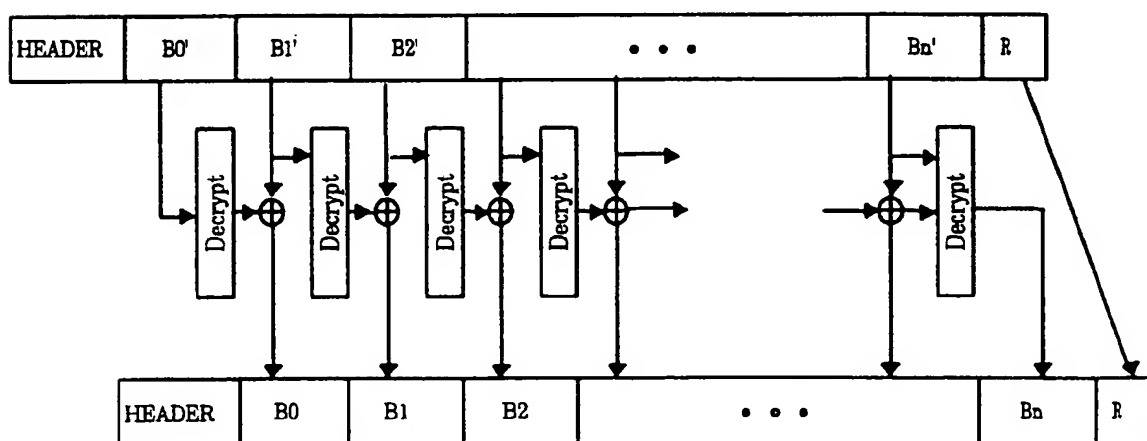 HEADER B0' B1' B2' • • • Bn' R
Decrypt Decrypt Decrypt Decrypt Decrypt
HEADER B0 B1 B2 • • • Bn R